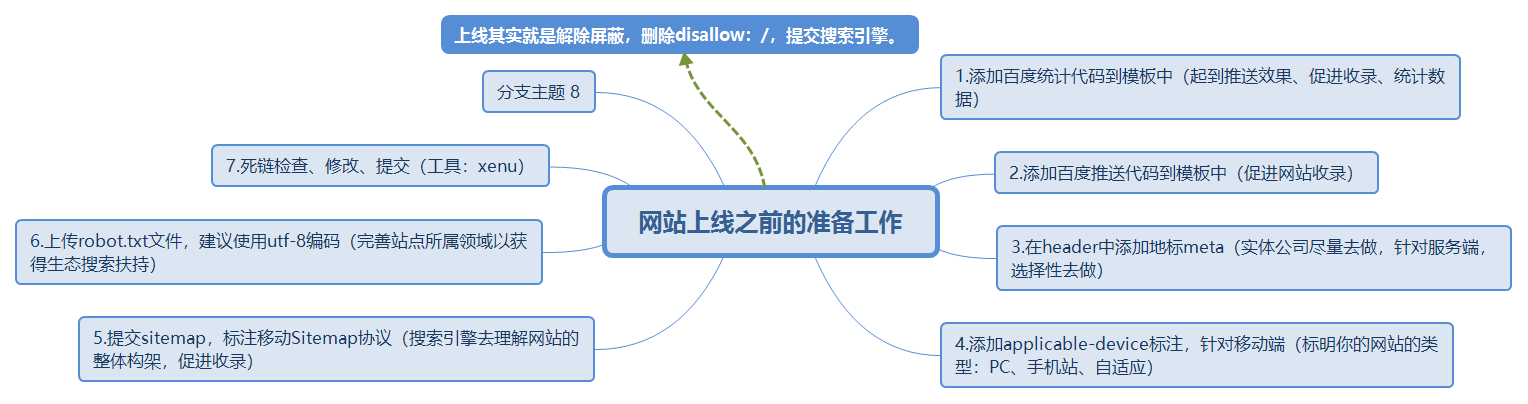 上线其实就是解除屏蔽，删除disallow：/，提交搜索引擎。
网站上线之前的准备工作
1.添加百度统计代码到模板中（起到推送效果、促进收录、统计数
据）
2.添加百度推送代码到模板中（促进网站收录）
3.在header中添加地标meta（实体公司尽量去做，针对服务端，
选择性去做）
4.添加applicable-device标注，针对移动端（标明你的网站的类
型：PC、手机站、自适应）
5.提交sitemap，标注移动Sitemap协议（搜索引擎去理解网站的
整体构架，促进收录）
6.上传robot.txt文件，建议使用utf-8编码（完善站点所属领域以获
得生态搜索扶持）
7.死链检查、修改、提交（工具：xenu）
分支主题 8